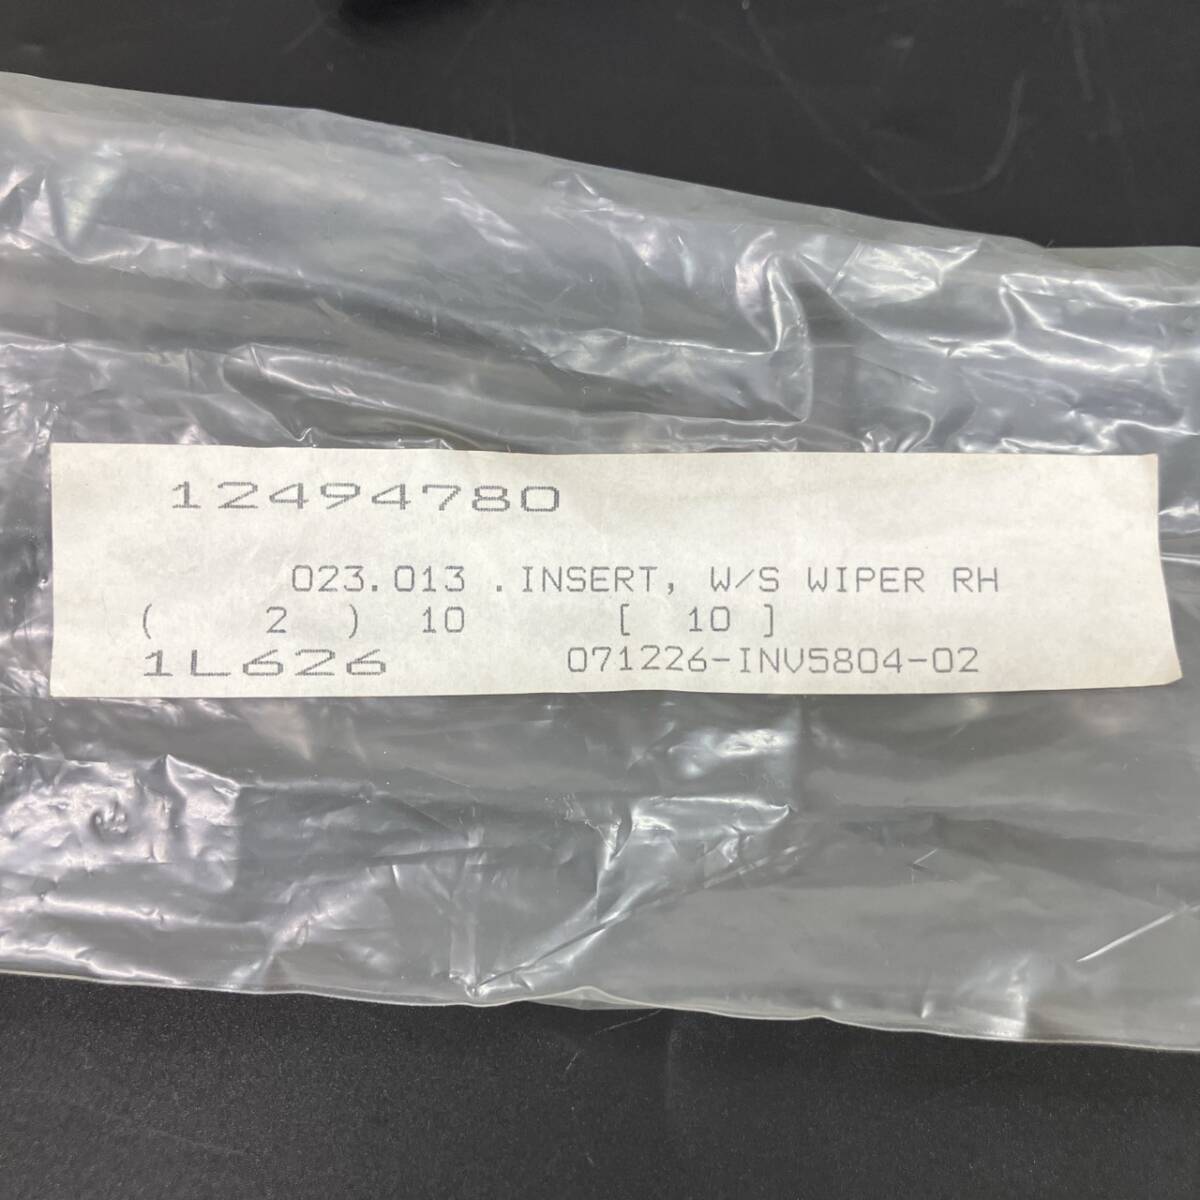 12494780
023.013 .INSERT, W/S WIPER RH
( 2 ) 10 [ 10 ]
1L626 071226-INV5804-02